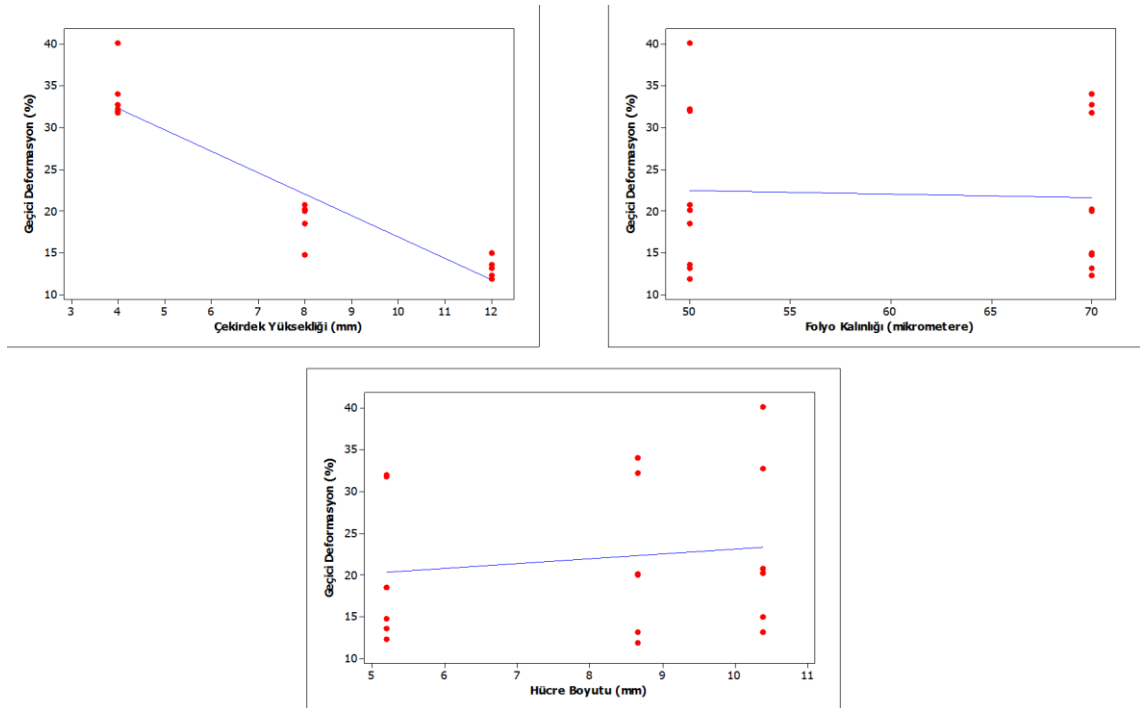 40
35
30
25
20
15
10
Geçici Deformasyon (%)
3 4 5 6 7 8 9 10 11 12
Çekirdek Yüksekliği (mm)
40
35
30
25
20
15
10
Geçici Deformasyon (%)
50 55 60 65 70
Folyo Kalınlığı (mikrometere)
40
35
30
25
20
15
10
Geçici Deformasyon (%)
5 6 7 8 9 10 11
Hücre Boyutu (mm)